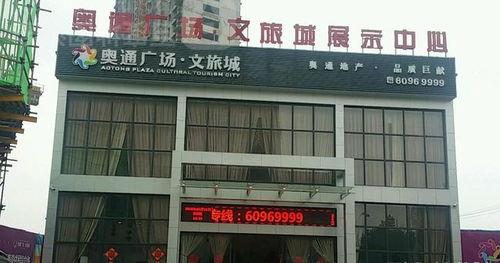 奥通广场·文旅城展示中心
奥通广场·文旅城
AOTONG PLAZA CULTURAL TOURISM CITY
奥通地产·品质巨献
6096 9999
专线:60969999